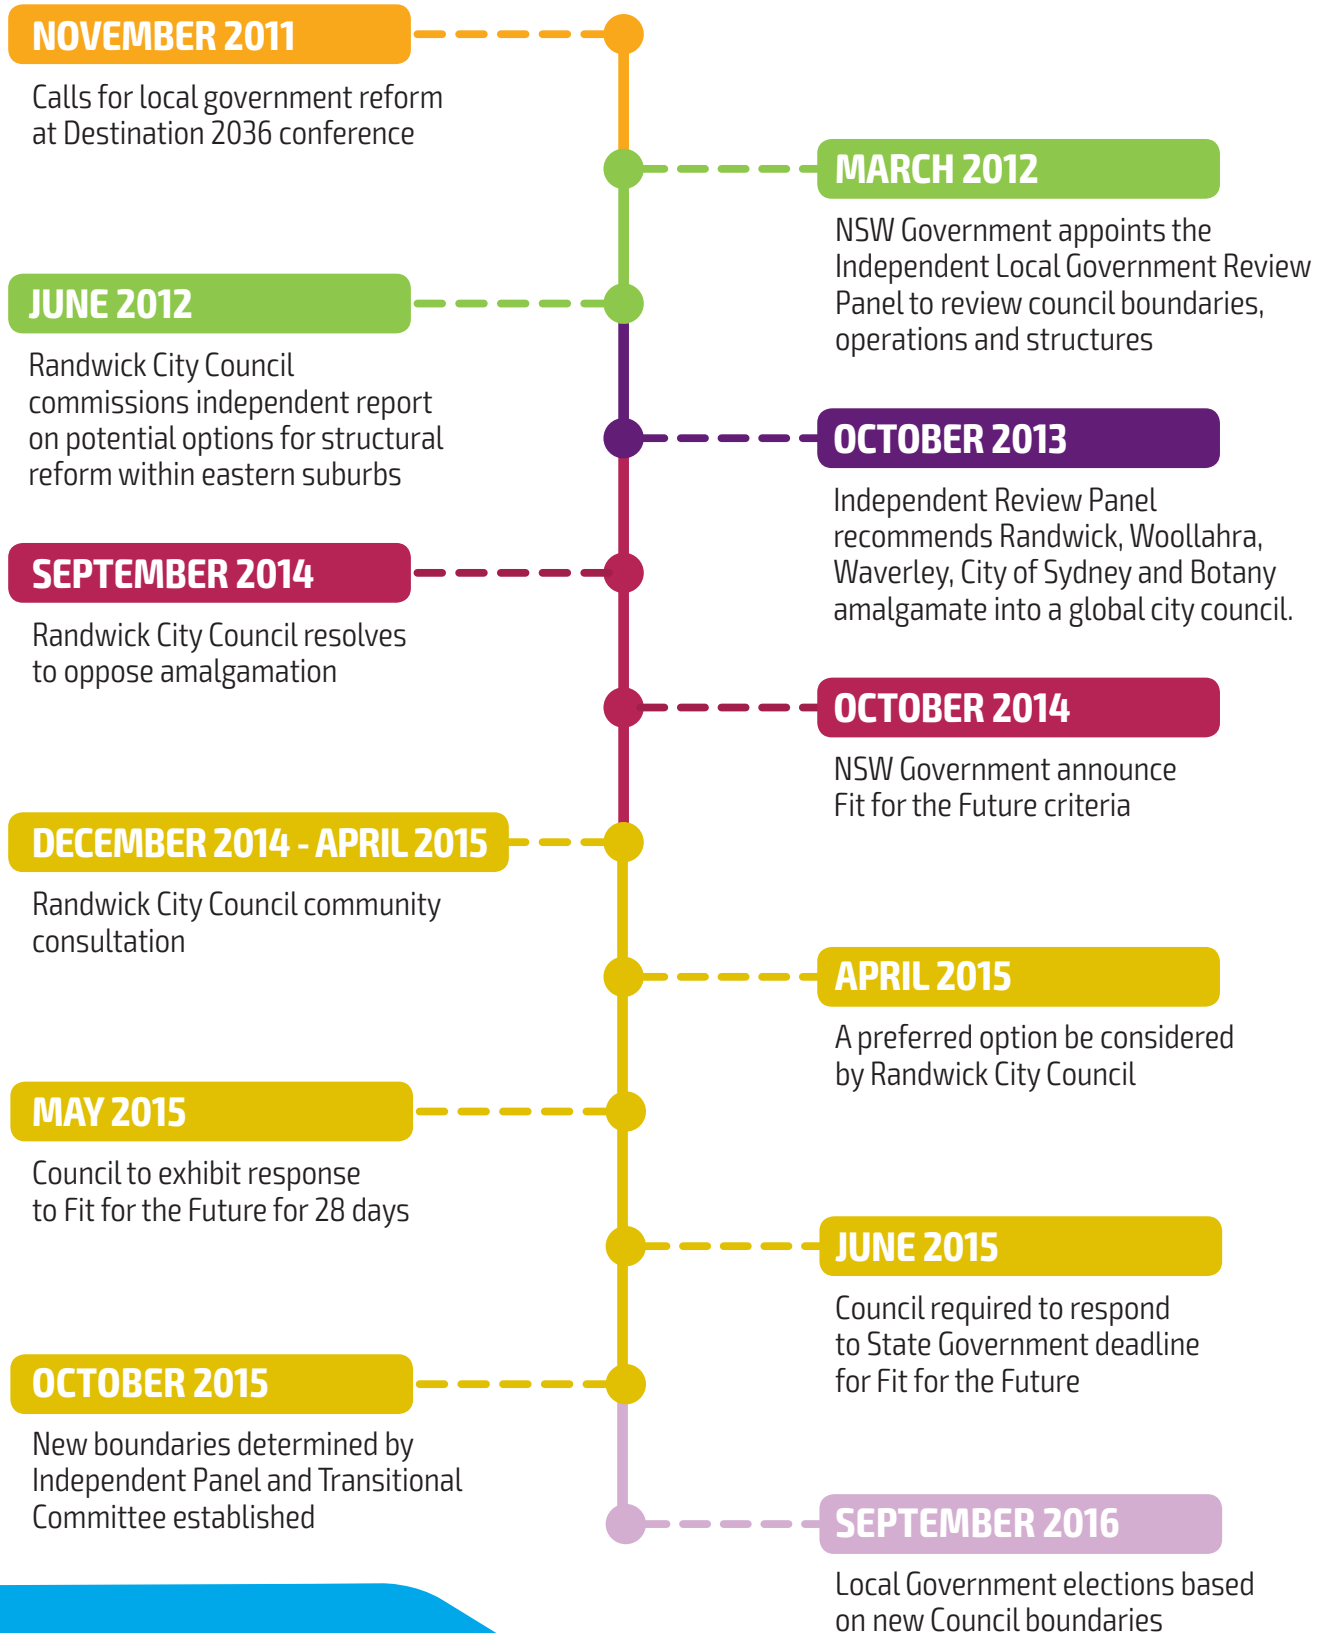 NOVEMBER 2011
Calls for local government reform
at Destination 2036 conference
MARCH 2012
NSW Government appoints the
Independent Local Government Review
Panel to review council boundaries,
operations and structures
JUNE 2012
Randwick City Council
commissions independent report
on potential options for structural
reform within eastern suburbs
OCTOBER 2013
Independent Review Panel
recommends Randwick, Woollahra,
Waverley, City of Sydney and Botany
amalgamate into a global city council.
SEPTEMBER 2014
Randwick City Council resolves
to oppose amalgamation
OCTOBER 2014
NSW Government announce
Fit for the Future criteria
DECEMBER 2014 - APRIL 2015
Randwick City Council community
consultation
APRIL 2015
A preferred option be considered
by Randwick City Council
MAY 2015
Council to exhibit response
to Fit for the Future for 28 days
JUNE 2015
Council required to respond
to State Government deadline
for Fit for the Future
OCTOBER 2015
New boundaries determined by
Independent Panel and Transitional
Committee established
SEPTEMBER 2016
Local Government elections based
on new Council boundaries